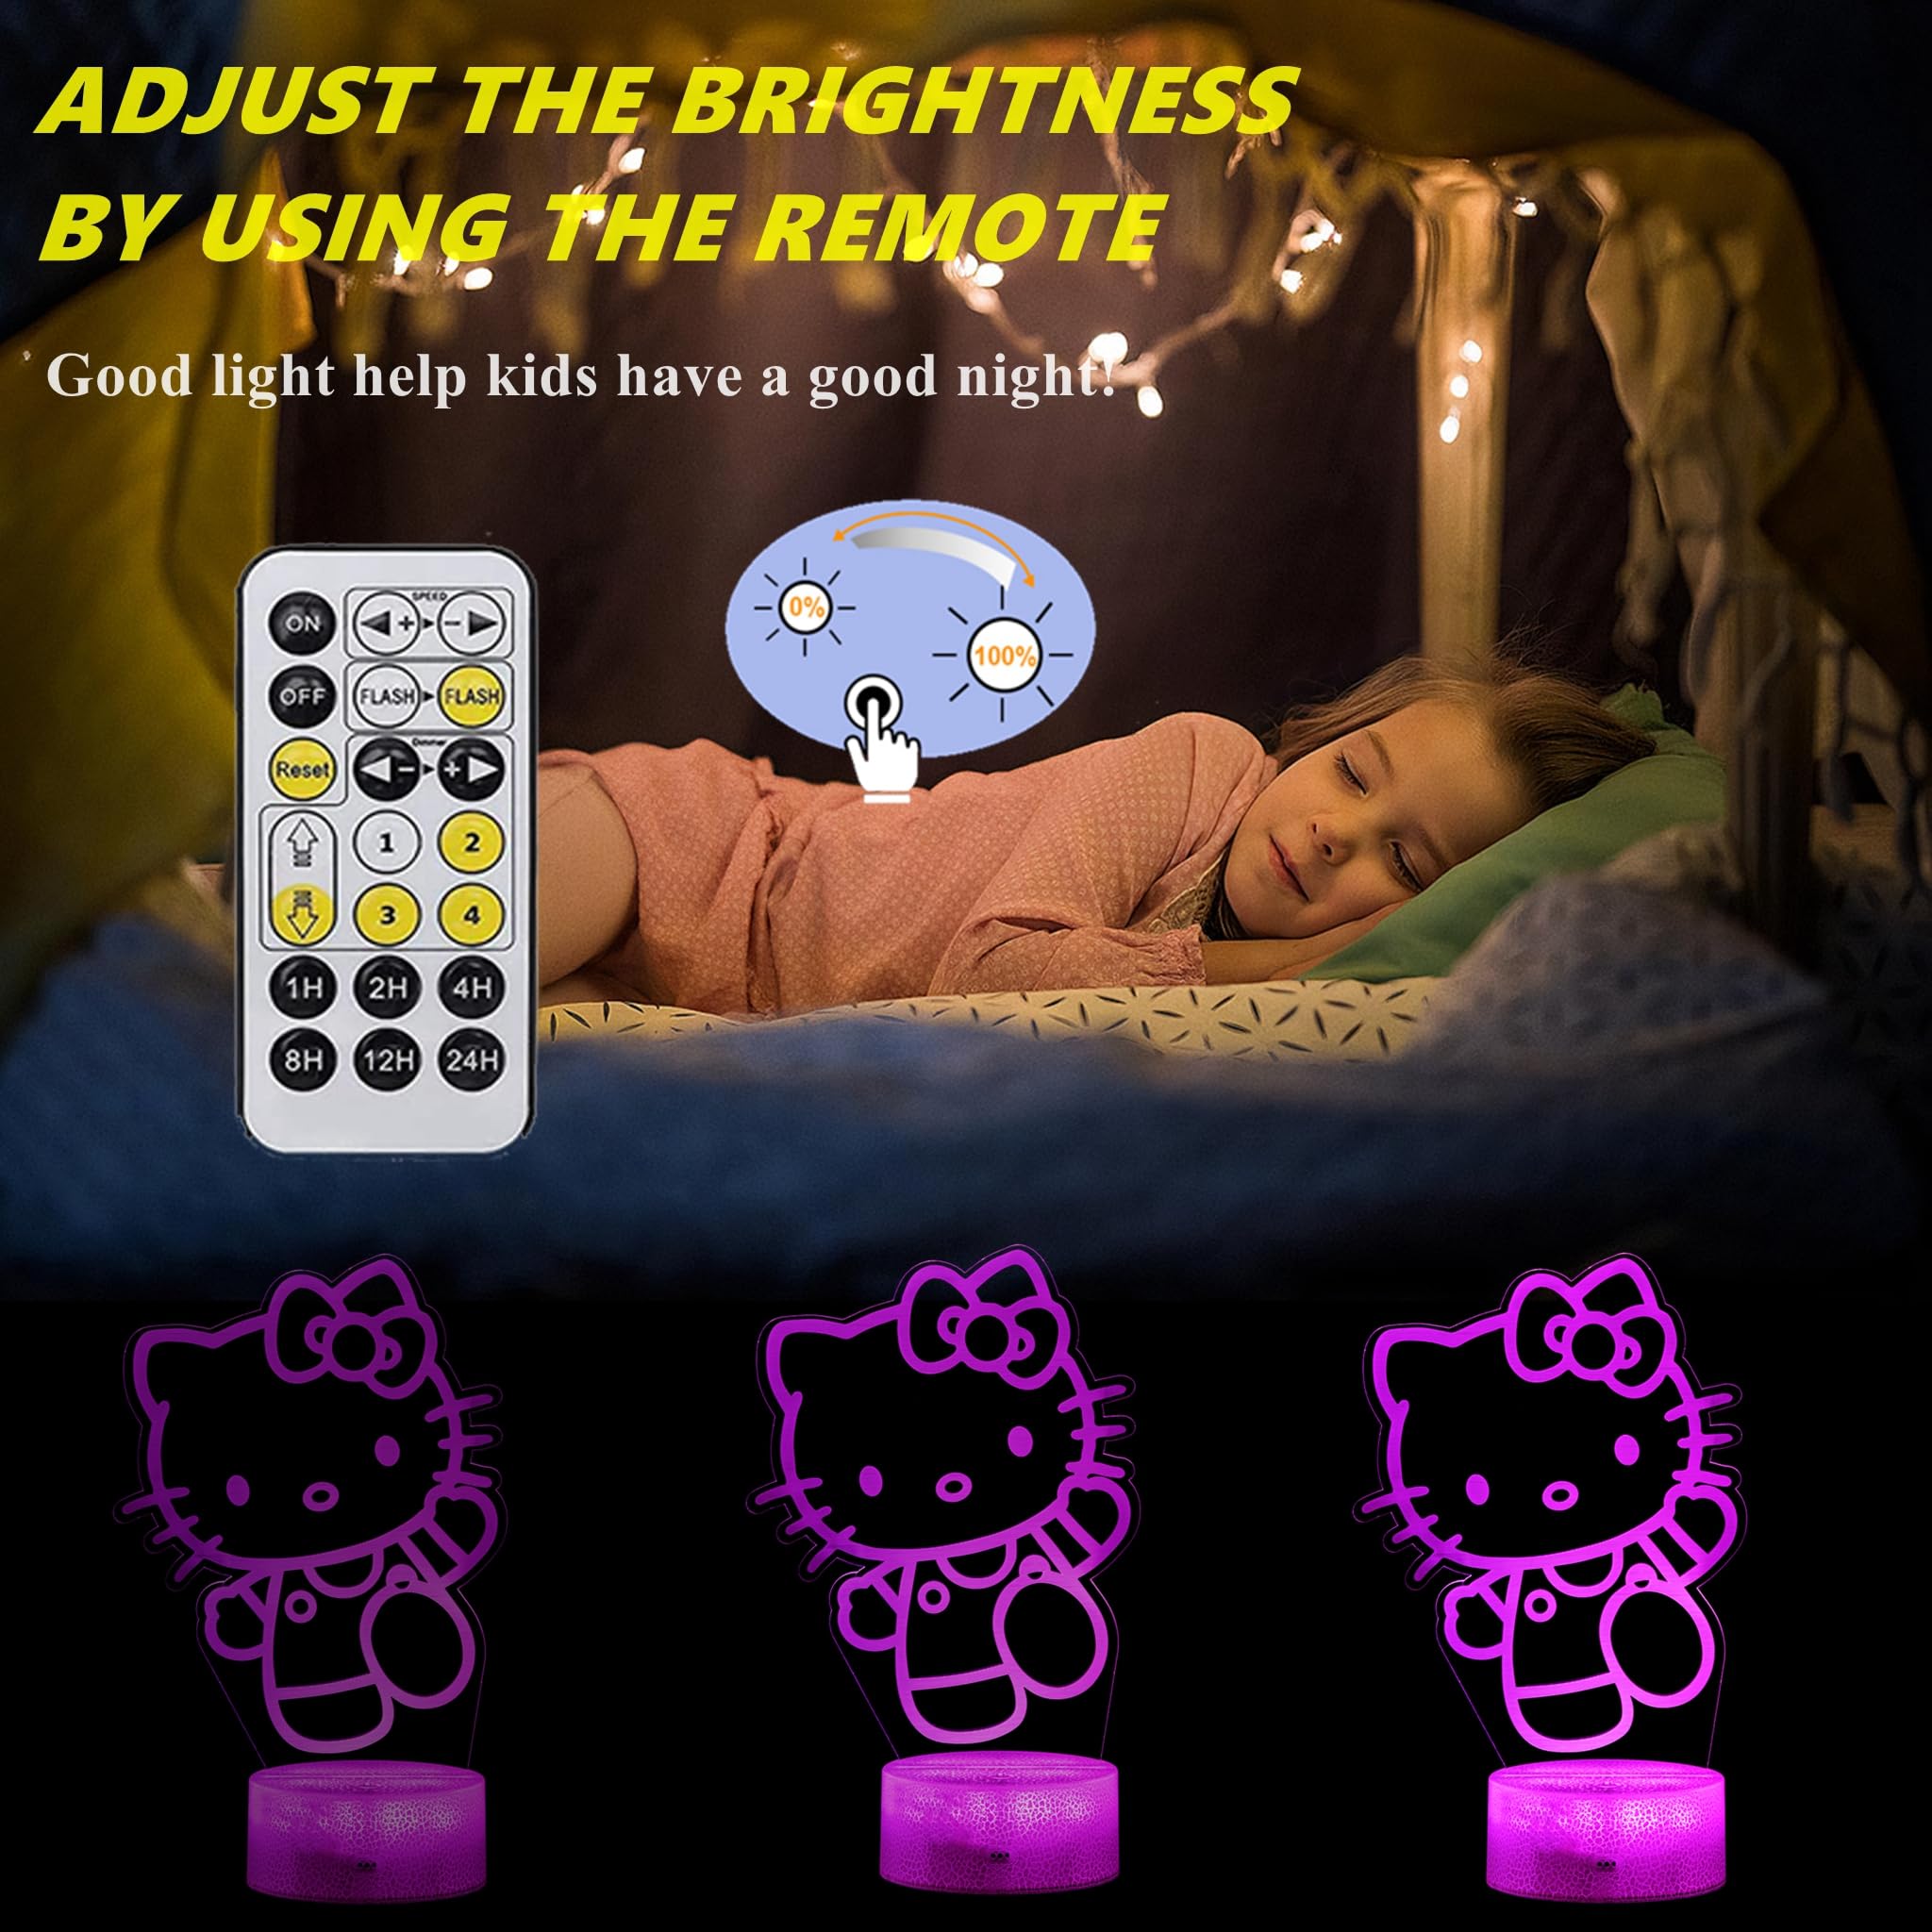 ADJUST THE BRIGHTNESS
BY USING THE REMOTE
Good light help kids have a good night!
0%
100%
SPEED
ON + -
OFF FLASH FLASH
Dimmer
Reset - +
1 2
3 4
1H 2H 4H
8H 12H 24H